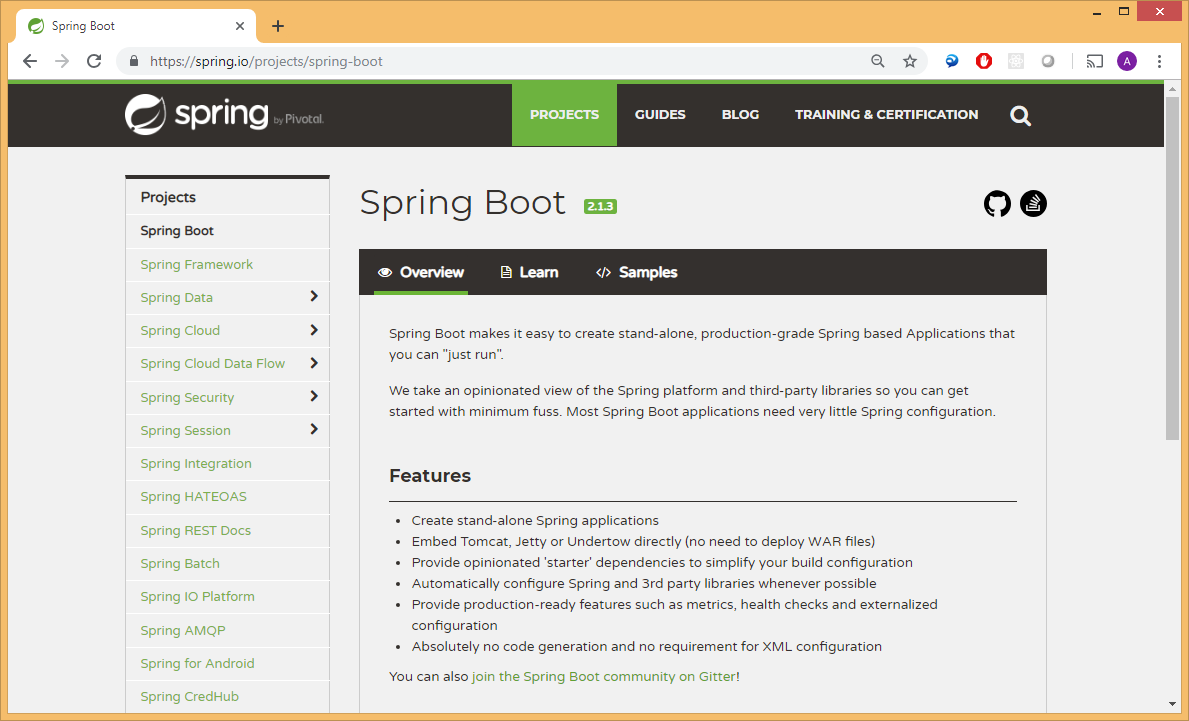 Spring Boot
https://spring.io/projects/spring-boot
A
spring by Pivotal.
PROJECTS
GUIDES
BLOG
TRAINING & CERTIFICATION
Projects
Spring Boot
Spring Framework
Spring Data
Spring Cloud
Spring Cloud Data Flow
Spring Security
Spring Session
Spring Integration
Spring HATEOAS
Spring REST Docs
Spring Batch
Spring IO Platform
Spring AMQP
Spring for Android
Spring CredHub
Spring Boot 2.1.3
Overview
Learn
Samples
Spring Boot makes it easy to create stand-alone, production-grade Spring based Applications that
you can "just run".
We take an opinionated view of the Spring platform and third-party libraries so you can get
started with minimum fuss. Most Spring Boot applications need very little Spring configuration.
Features
• Create stand-alone Spring applications
• Embed Tomcat, Jetty or Undertow directly (no need to deploy WAR files)
• Provide opinionated 'starter' dependencies to simplify your build configuration
• Automatically configure Spring and 3rd party libraries whenever possible
• Provide production-ready features such as metrics, health checks and externalized
configuration
• Absolutely no code generation and no requirement for XML configuration
You can also join the Spring Boot community on Gitter!